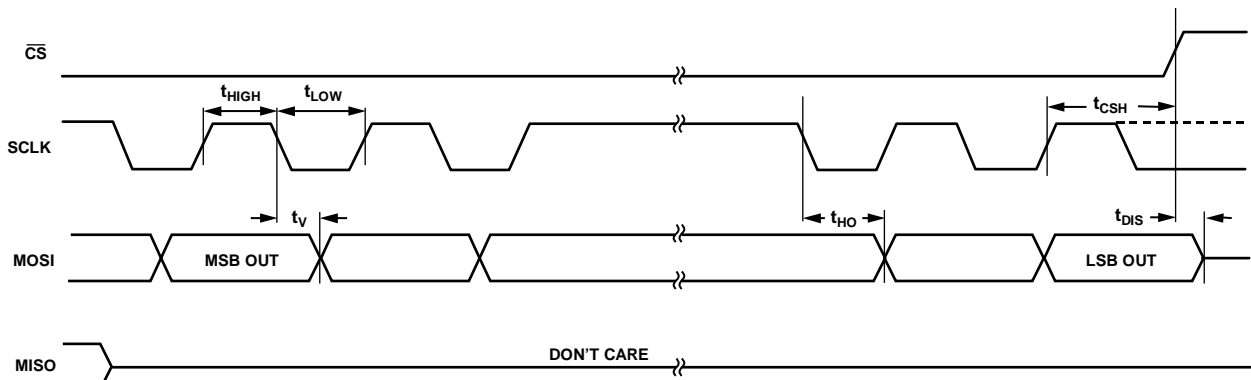 CS
tHIGH tLOW
tCSH
SCLK
tV tHO tDIS
MOSI MSB OUT LSB OUT
DON'T CARE
MISO